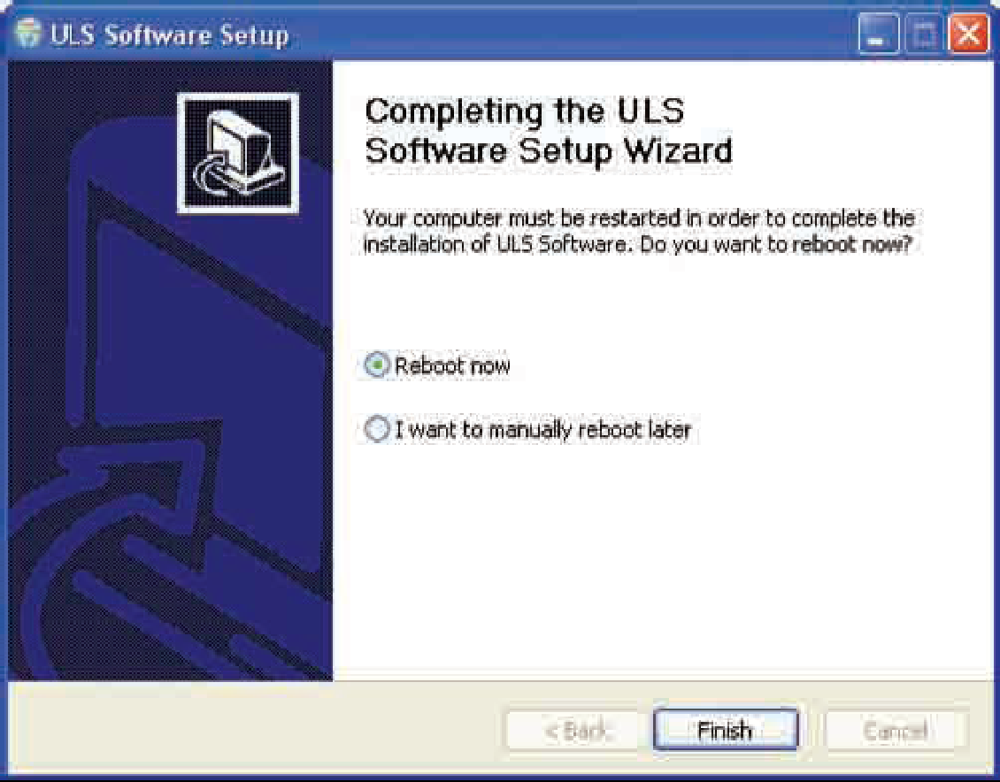 ULS Software Setup
Completing the ULS
Software Setup Wizard
Your computer must be restarted in order to complete the
installation of ULS Software. Do you want to reboot now?
Reboot now
I want to manually reboot later
< Back
Finish
Cancel